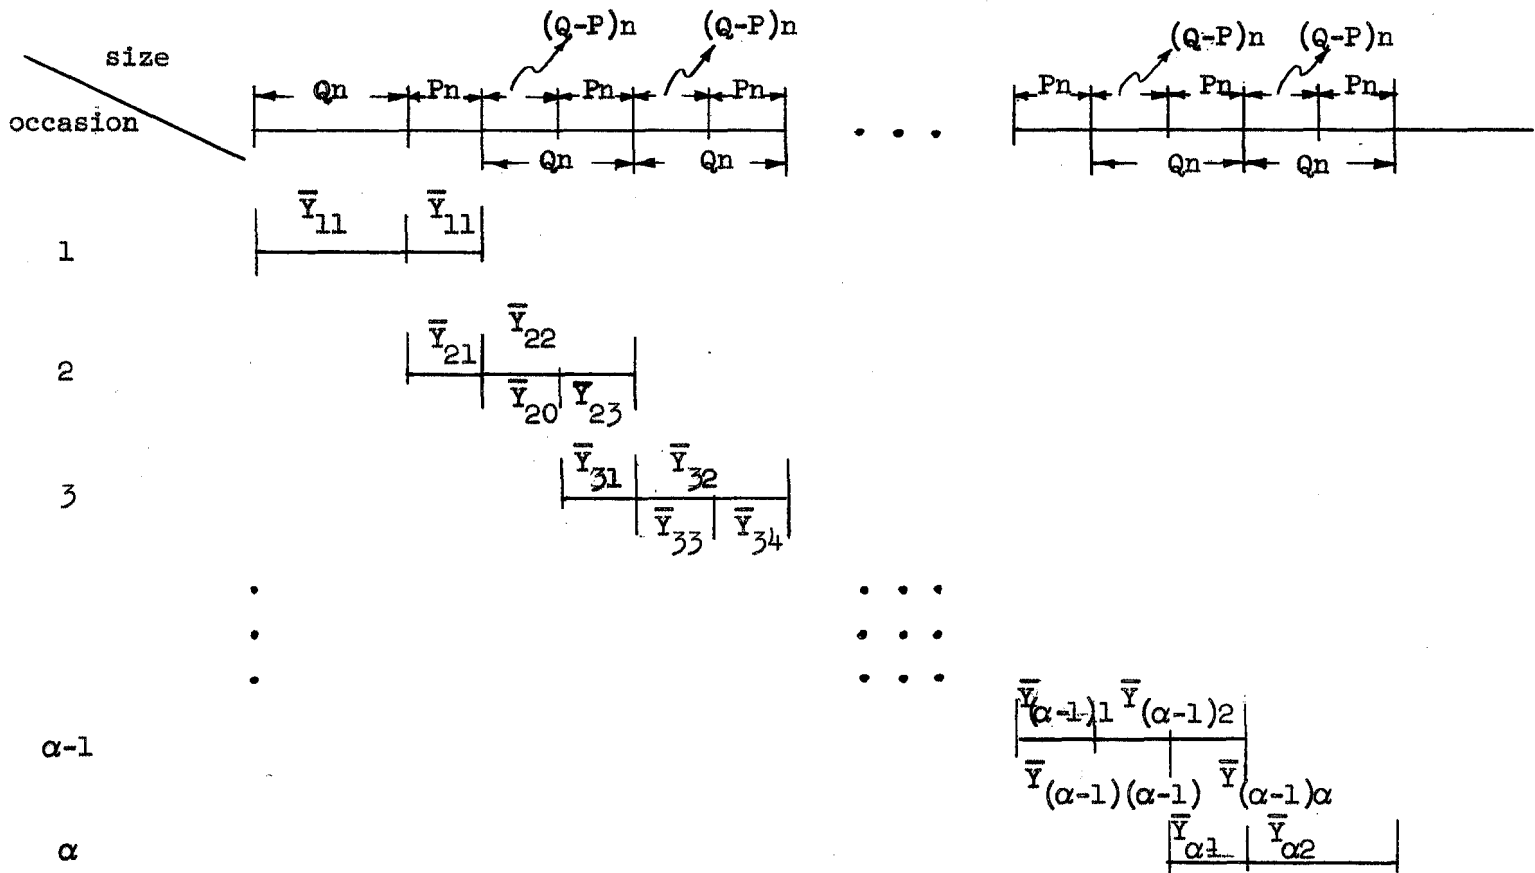 (Q-P)n (Q-P)n (Q-P)n (Q-P)n
size
Qn Pn Pn Pn Pn Pn Pn
occasion
. . .
Qn Qn Qn Qn
1 Ȳ₁₁ Ȳ₁₁
2 Ȳ₂₁ Ȳ₂₂
Ȳ₂₀ Ȳ₂₃
3 Ȳ₃₁ Ȳ₃₂
Ȳ₃₃ Ȳ₃₄
. . . .
. . . .
. . . .
α-1 Ȳ(α-1)1 Ȳ(α-1)2
Ȳ(α-1)(α-1) Ȳ(α-1)α
α Ȳα1 Ȳα2